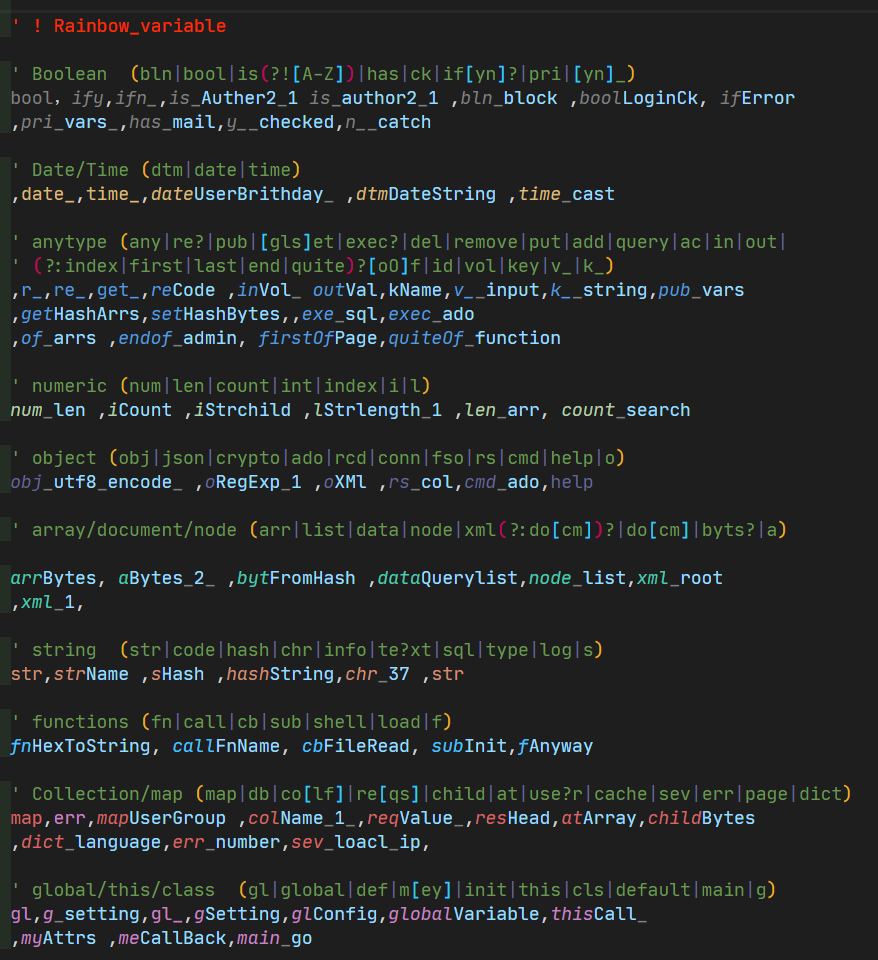 ' ! Rainbow_variable
' Boolean  (bln|bool|is(?![A-Z])|has|ck|if[yn]?|pri|[yn]_)
bool, ify,ifn_,is_Auther2_1 is_author2_1 ,bln_block ,boolLoginCk, ifError
,pri_vars_,has_mail,y__checked,n__catch
' Date/Time (dtm|date|time)
,date_,time_,dateUserBrithday_ ,dtmDateString ,time_cast
' anytype (any|re?|pub|[gls]et|exec?|del|remove|put|add|query|ac|in|out|
' (?:index|first|last|end|quite)?[oO]f|id|vol|key|v_|k_)
,r_,re_,get_,reCode ,inVol_ outVal,kName,v__input,k__string,pub_vars
,getHashArrs,setHashBytes,,exe_sql,exec_ado
,of_arrs ,endof_admin, firstOfPage,quiteOf_function
' numeric (num|len|count|int|index|i|l)
num_len ,iCount ,iStrchild ,lStrlength_1 ,len_arr, count_search
' object (obj|json|crypto|ado|rcd|conn|fso|rs|cmd|help|o)
obj_utf8_encode_ ,oRegExp_1 ,oXMl ,rs_col,cmd_ado,help
' array/document/node (arr|list|data|node|xml(?:do[cm])?|do[cm]|byts?|a)
arrBytes, aBytes_2_ ,bytFromHash ,dataQuerylist,node_list,xml_root
,xml_1,
' string  (str|code|hash|chr|info|te?xt|sql|type|log|s)
str,strName ,sHash ,hashString,chr_37 ,str
' functions (fn|call|cb|sub|shell|load|f)
fnHexToString, callFnName, cbFileRead, subInit,fAnyway
' Collection/map (map|db|co[lf]|re[qs]|child|at|use?r|cache|sev|err|page|dict)
map,err,mapUserGroup ,colName_1_,reqValue_,resHead,atArray,childBytes
,dict_language,err_number,sev_loacl_ip,
' global/this/class  (gl|global|def|m[ey]|init|this|cls|default|main|g)
gl,g_setting,gl_,gSetting,glConfig,globalVariable,thisCall_
,myAttrs ,meCallBack,main_go